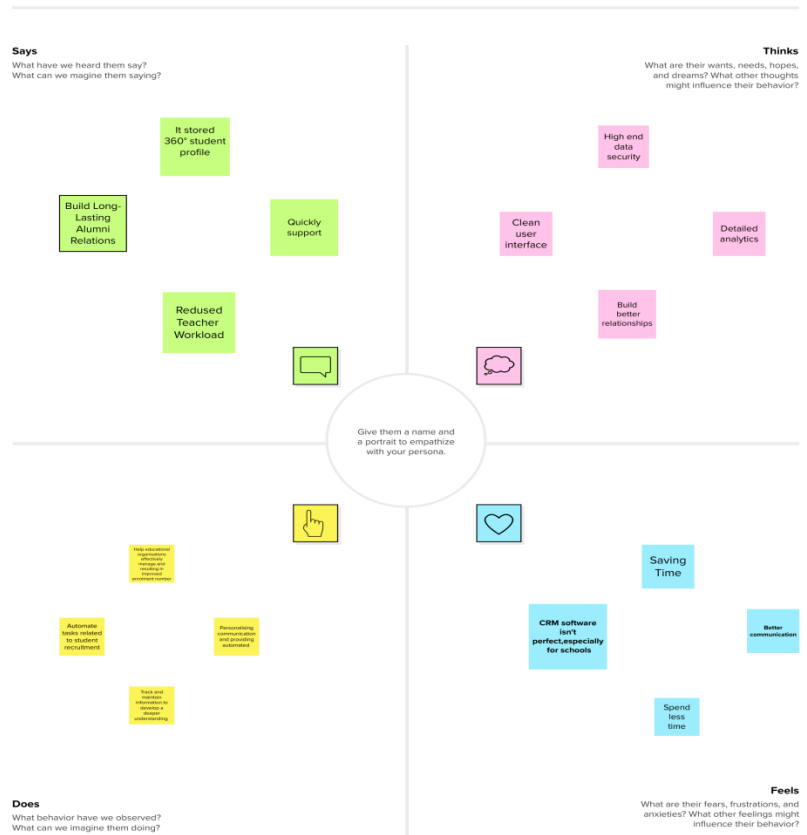 Says
What have we heard them say?
What can we magine them saying?
Thinks
What are their wants, needs, hopes,
and dreams? What other thoughts
might influence their behavior?
It stored
360° student
profile
Build Long-
Lasting
Alumni
Relations
Quickly
support
Redused
Teacher
Workload
High end
data
security
Clean
user
interface
Detailed
analytics
Build
better
relationships
Give them a name and
a portrait to empathize
with your persona.
Help educational
organisations
effectively
manage and
resulting in
improved
enrolment number
Automate
tasks related
to student
recruitment
Personalising
communication
and providing
automated
Track and
maintain
information to
develop a
deeper
understanding
Saving
Time
CRM software
isn't
perfect,especially
for schools
Better
communication
Spend
less
time
Does
What behavior have we observed?
What can we imagine them doing?
Feels
What are their fears, frustrations, and
anxieties? What other feelings might
influence their behavior?